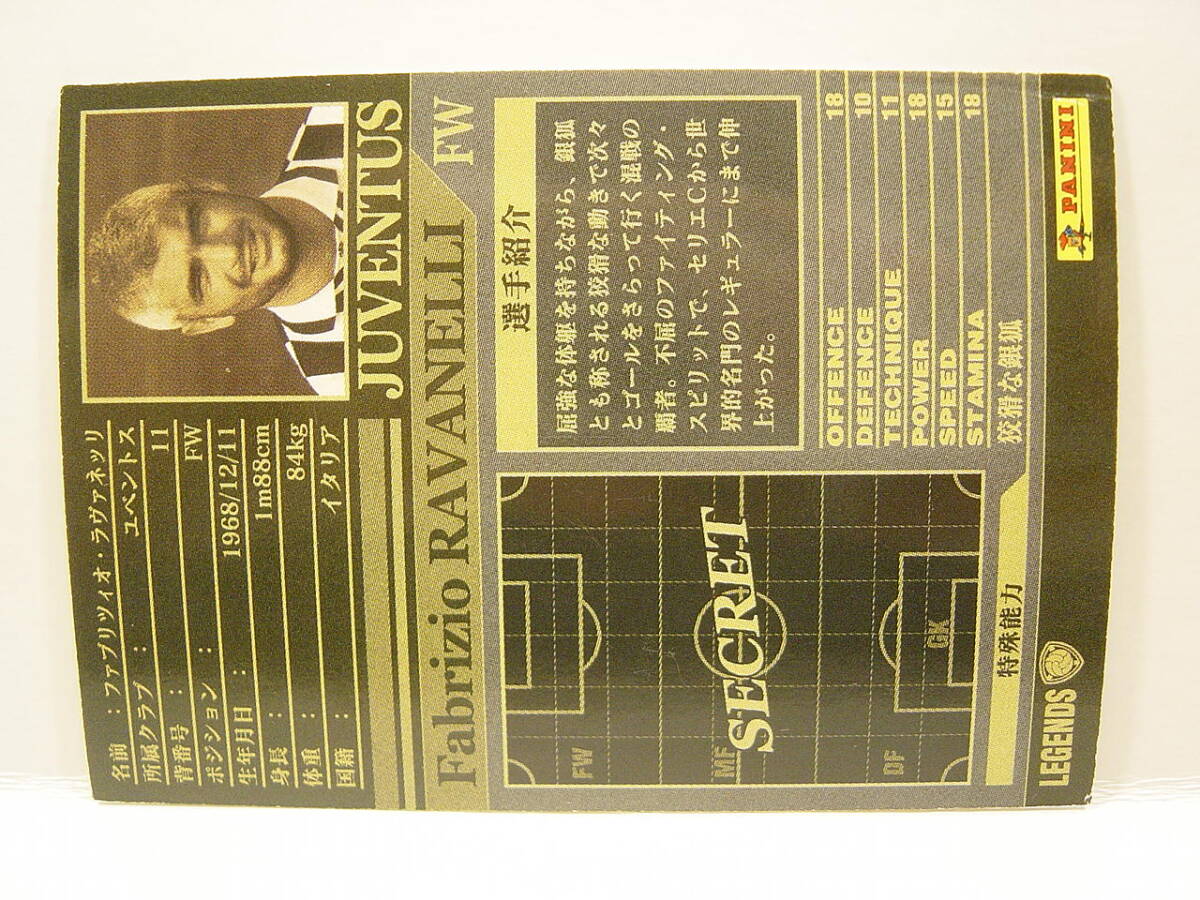 名前 : ファブリツィオ・ラヴァネッリ
所属クラブ : ユベントス
背番号 : 11
ポジション : FW
生年月日 : 1968/12/11
身長 : 1m88cm
体重 : 84kg
国籍 : イタリア
JUVENTUS
Fabrizio RAVANELLI FW
SECRET
FW
MF
DF
GK
選手紹介
屈強な体躯を持ちながら、銀狐
とも称される狡猾な動きで次々
とゴールをさらって行く混戦の
覇者。不屈のファイティング・
スピリットで、セリエCから世
界的名門のレギュラーにまで伸
上がった。
OFFENCE 18
DEFENCE 10
TECHNIQUE 11
POWER 18
SPEED 15
STAMINA 18
特殊能力
狡猾な銀狐
LEGENDS
PANINI